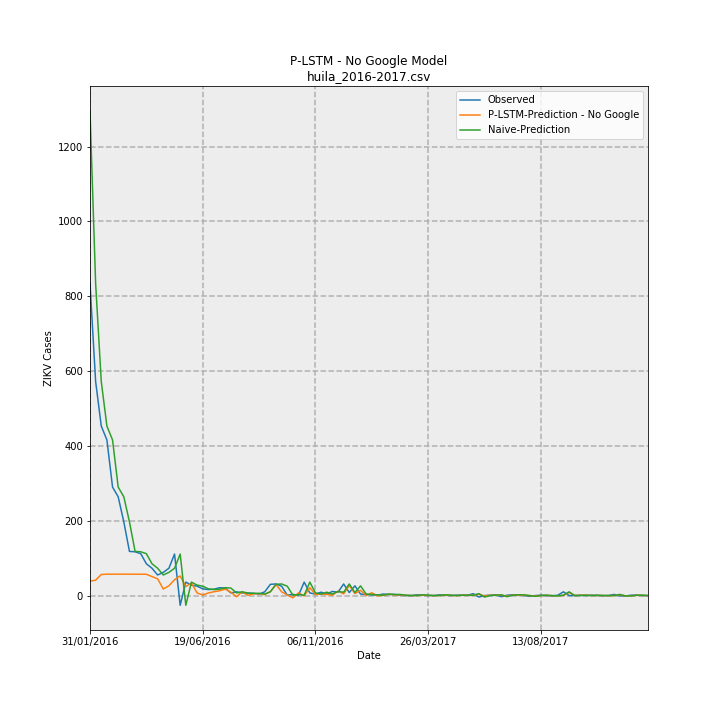 P-LSTM - No Google Model
huila_2016-2017.csv
Observed
P-LSTM-Prediction - No Google
Naive-Prediction
1200
1000
800
600
400
200
0
ZIKV Cases
31/01/2016
19/06/2016
06/11/2016
26/03/2017
13/08/2017
Date